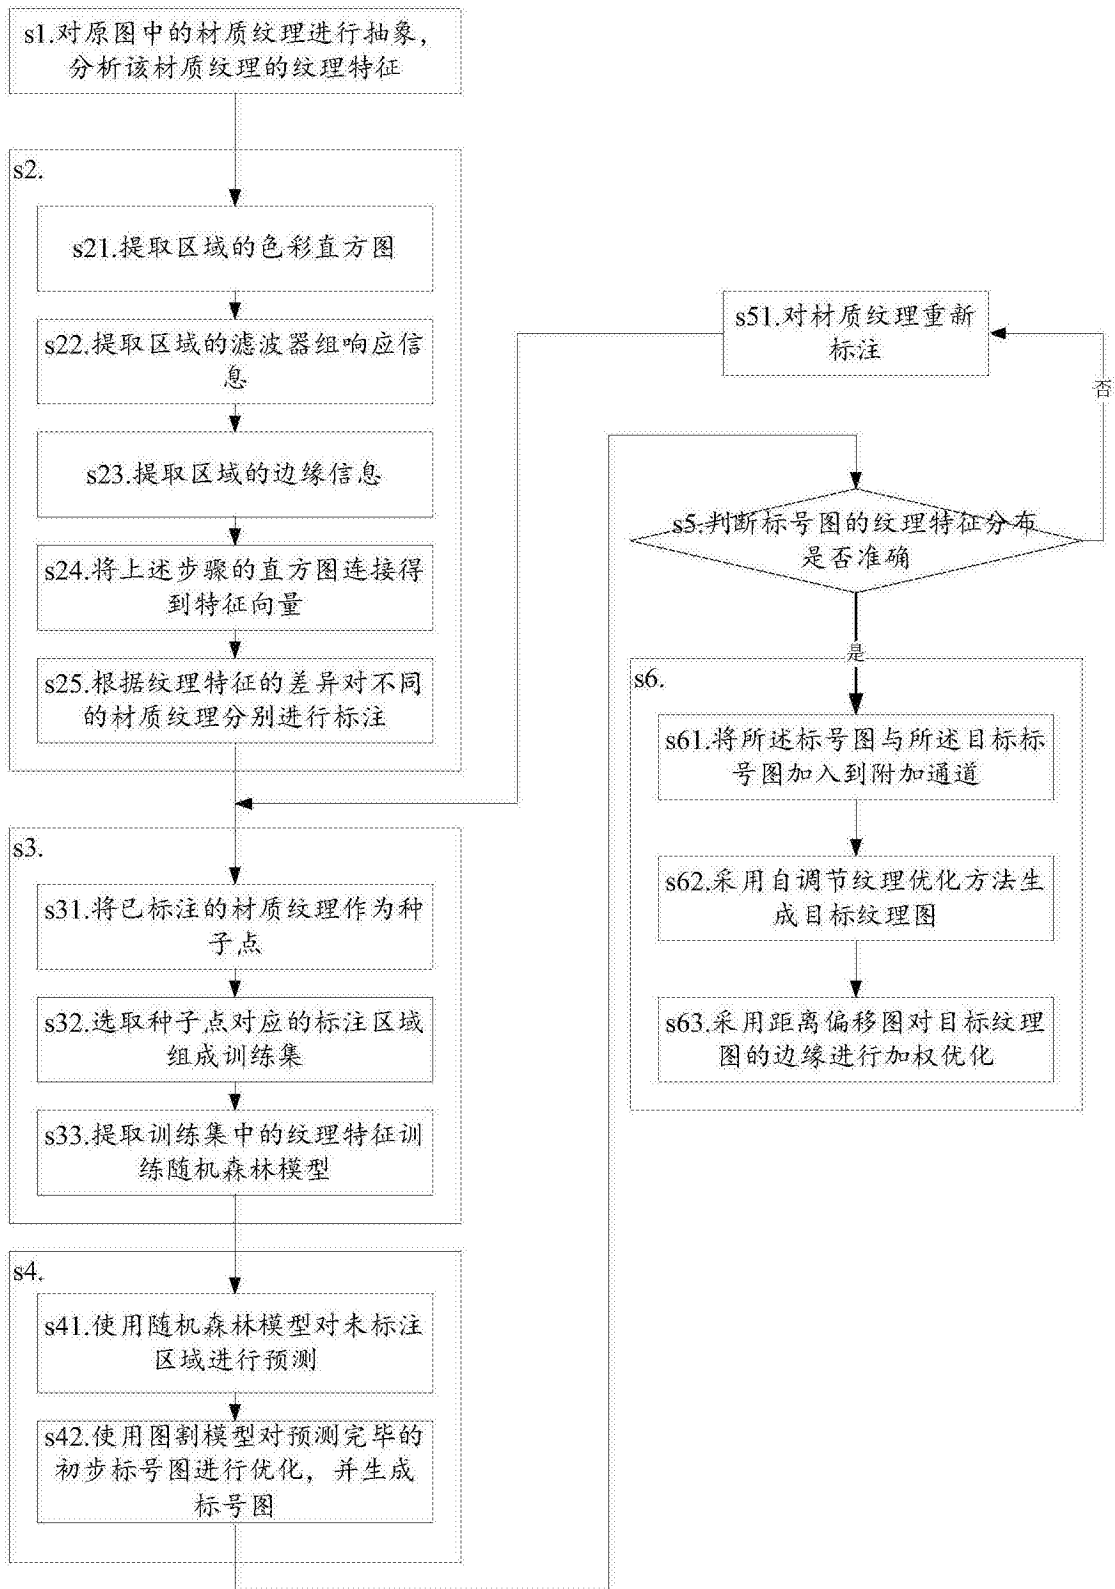 s1.对原图中的材质纹理进行抽象，
分析该材质纹理的纹理特征
s2.
s21.提取区域的色彩直方图
s22.提取区域的滤波器组响应信
息
s23.提取区域的边缘信息
s24.将上述步骤的直方图连接得
到特征向量
s25.根据纹理特征的差异对不同
的材质纹理分别进行标注
s3.
s31.将已标注的材质纹理作为种
子点
s32.选取种子点对应的标注区域
组成训练集
s33.提取训练集中的纹理特征训
练随机森林模型
s4.
s41.使用随机森林模型对未标注
区域进行预测
s42.使用图割模型对预测完毕的
初步标号图进行优化，并生成
标号图
s51.对材质纹理重新
标注
否
s5.判断标号图的纹理特征分布
是否准确
是
s6.
s61.将所述标号图与所述目标标
号图加入到附加通道
s62.采用自调节纹理优化方法生
成目标纹理图
s63.采用距离偏移图对目标纹理
图的边缘进行加权优化